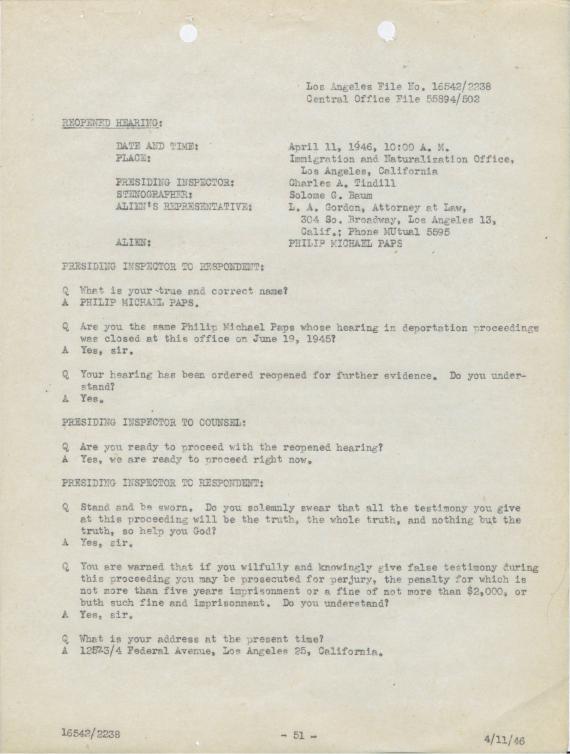 Los Angeles File No. 16542/2238
Central Office File 55894/502
REOPENED HEARING:
DATE AND TIME: April 11, 1946, 10:00 A. M.
PLACE: Immigration and Naturalization Office,
Los Angeles, California
PRESIDING INSPECTOR: Charles A. Tindill
STENOGRAPHER: Solome G. Baum
ALIEN'S REPRESENTATIVE: L. A. Gordon, Attorney at Law,
304 So. Broadway, Los Angeles 13,
Calif.; Phone MUtual 5595
ALIEN: PHILIP MICHAEL PAPS
PRESIDING INSPECTOR TO RESPONDENT:
Q What is your true and correct name?
A PHILIP MICHAEL PAPS.
Q Are you the same Philip Michael Paps whose hearing in deportation proceedings
was closed at this office on June 19, 1945?
A Yes, sir.
Q Your hearing has been ordered reopened for further evidence. Do you under-
stand?
A Yes.
PRESIDING INSPECTOR TO COUNSEL:
Q Are you ready to proceed with the reopened hearing?
A Yes, we are ready to proceed right now.
PRESIDING INSPECTOR TO RESPONDENT:
Q Stand and be sworn. Do you solemnly swear that all the testimony you give
at this proceeding will be the truth, the whole truth, and nothing but the
truth, so help you God?
A Yes, sir.
Q You are warned that if you wilfully and knowingly give false testimony during
this proceeding you may be prosecuted for perjury, the penalty for which is
not more than five years imprisonment or a fine of not more than $2,000, or
buth such fine and imprisonment. Do you understand?
A Yes, sir.
Q What is your address at the present time?
A 3/4 Federal Avenue, Los Angeles 25, California.
16542/2238 - 51 - 4/11/46